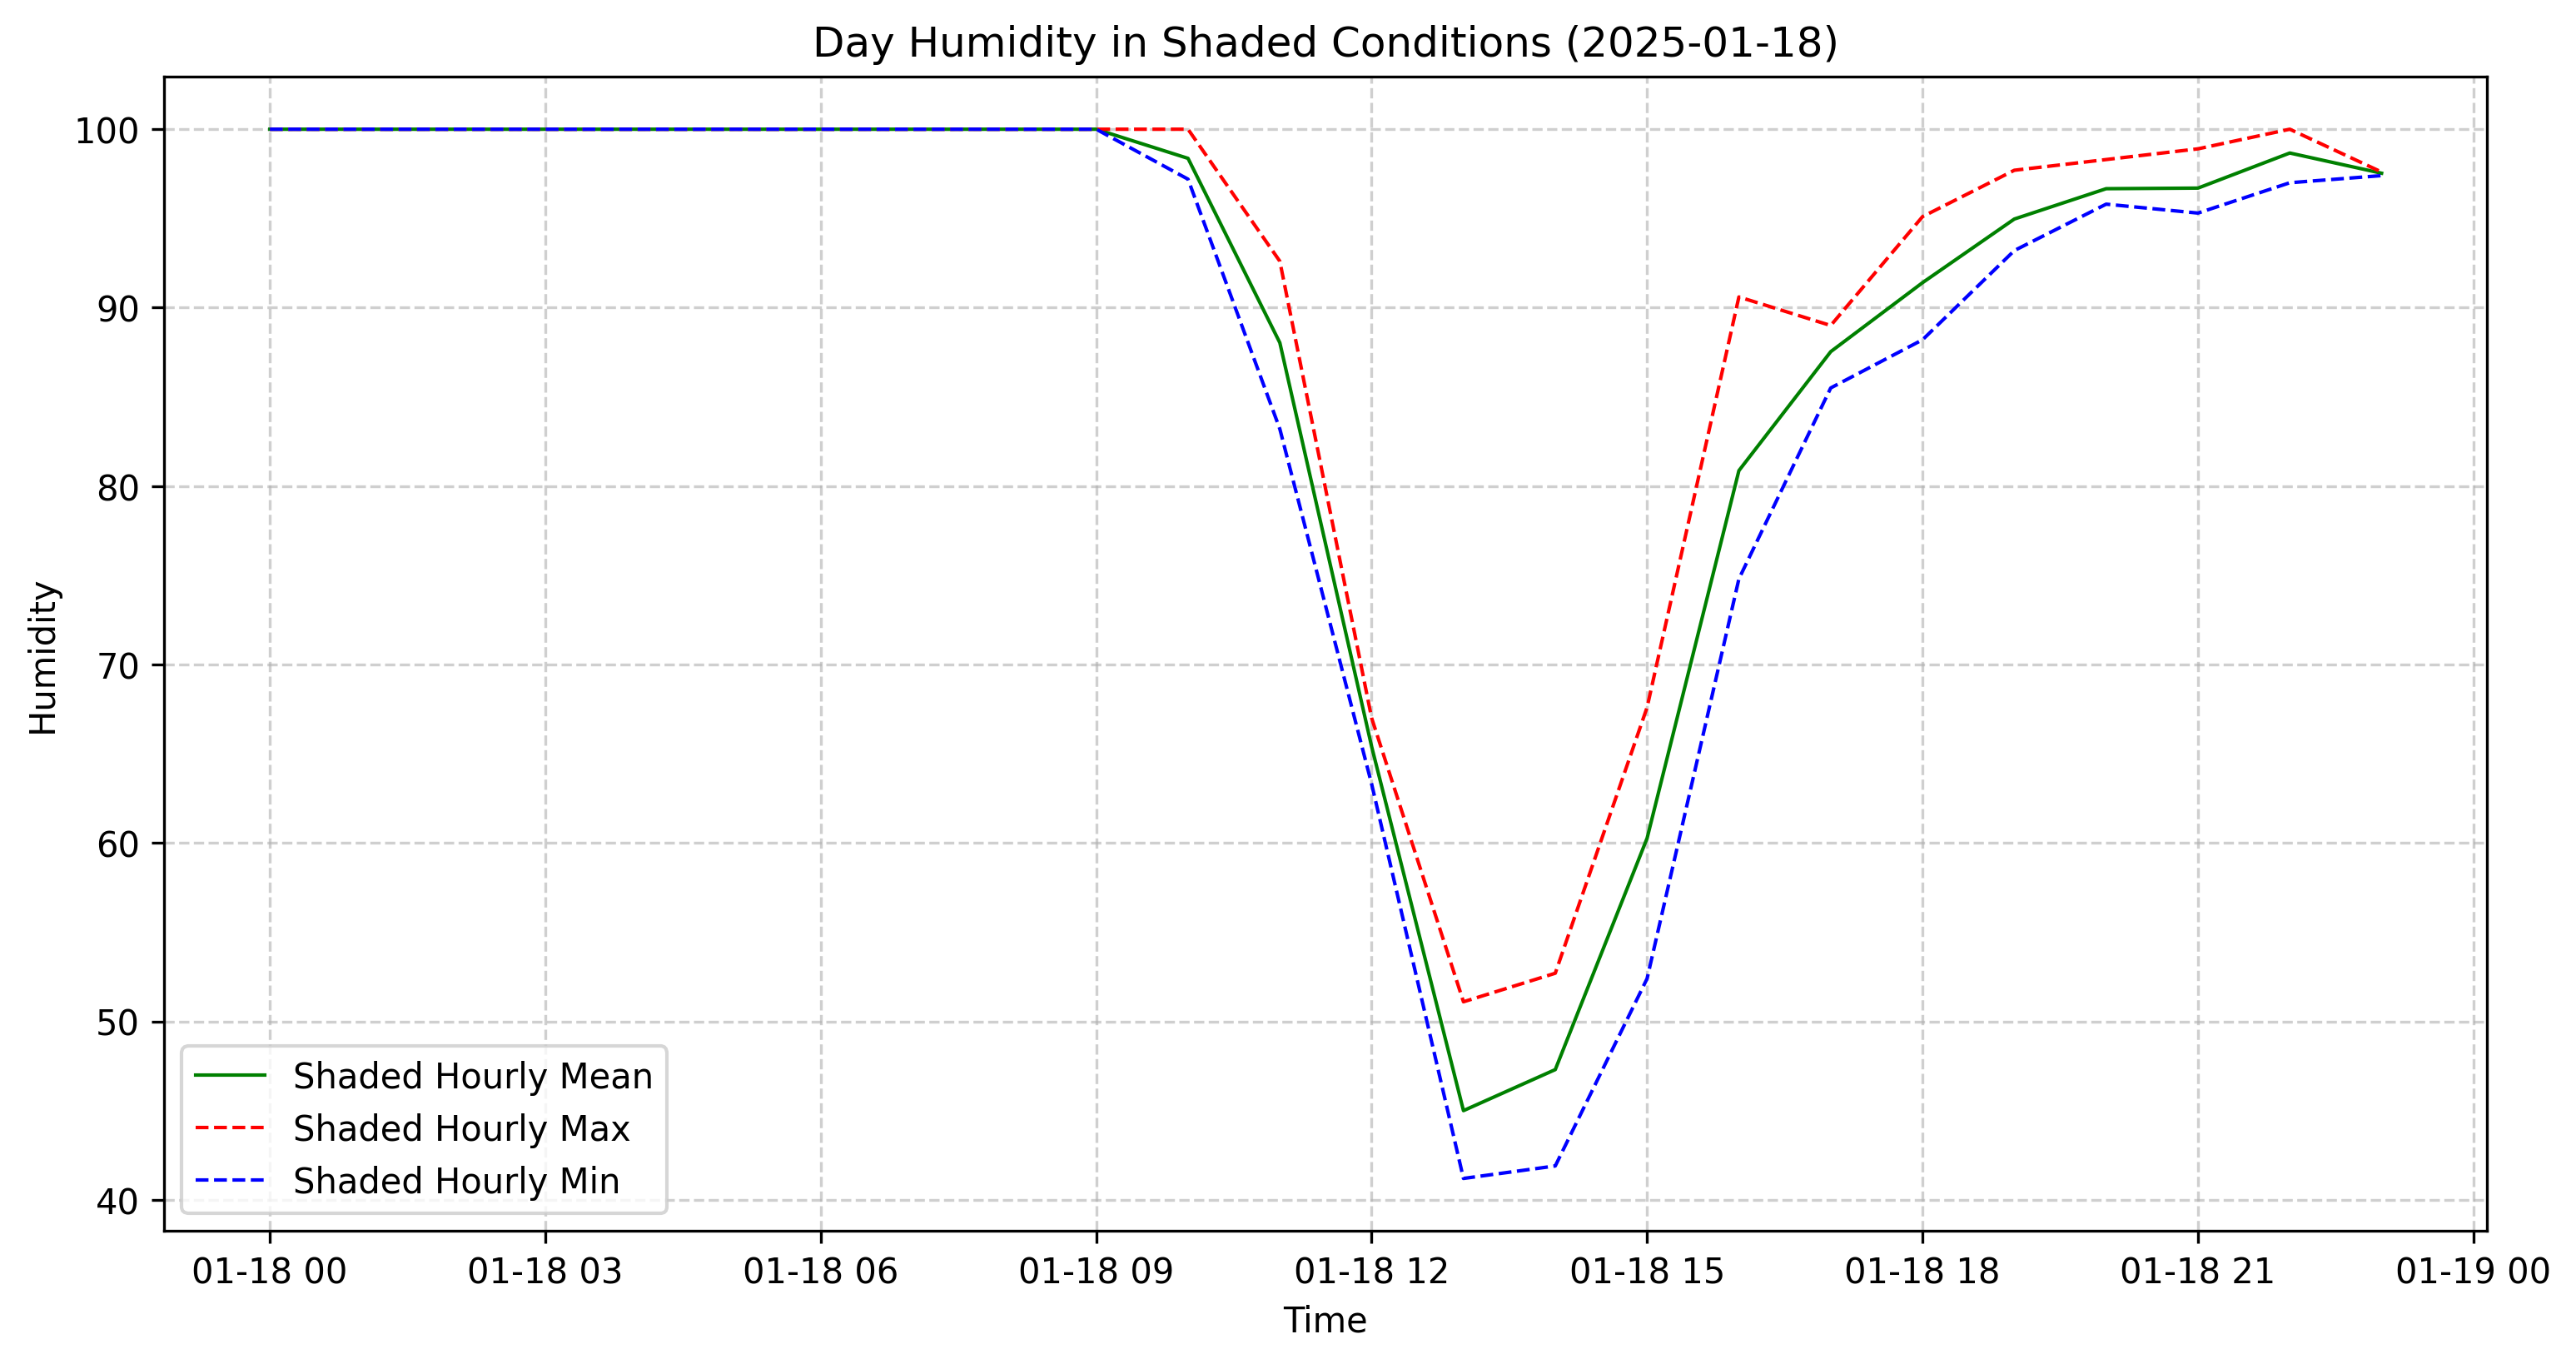 Day Humidity in Shaded Conditions (2025-01-18)
100
90
80
70
60
50
40
Humidity
Shaded Hourly Mean
Shaded Hourly Max
Shaded Hourly Min
01-18 00
01-18 03
01-18 06
01-18 09
01-18 12
01-18 15
01-18 18
01-18 21
01-19 00
Time